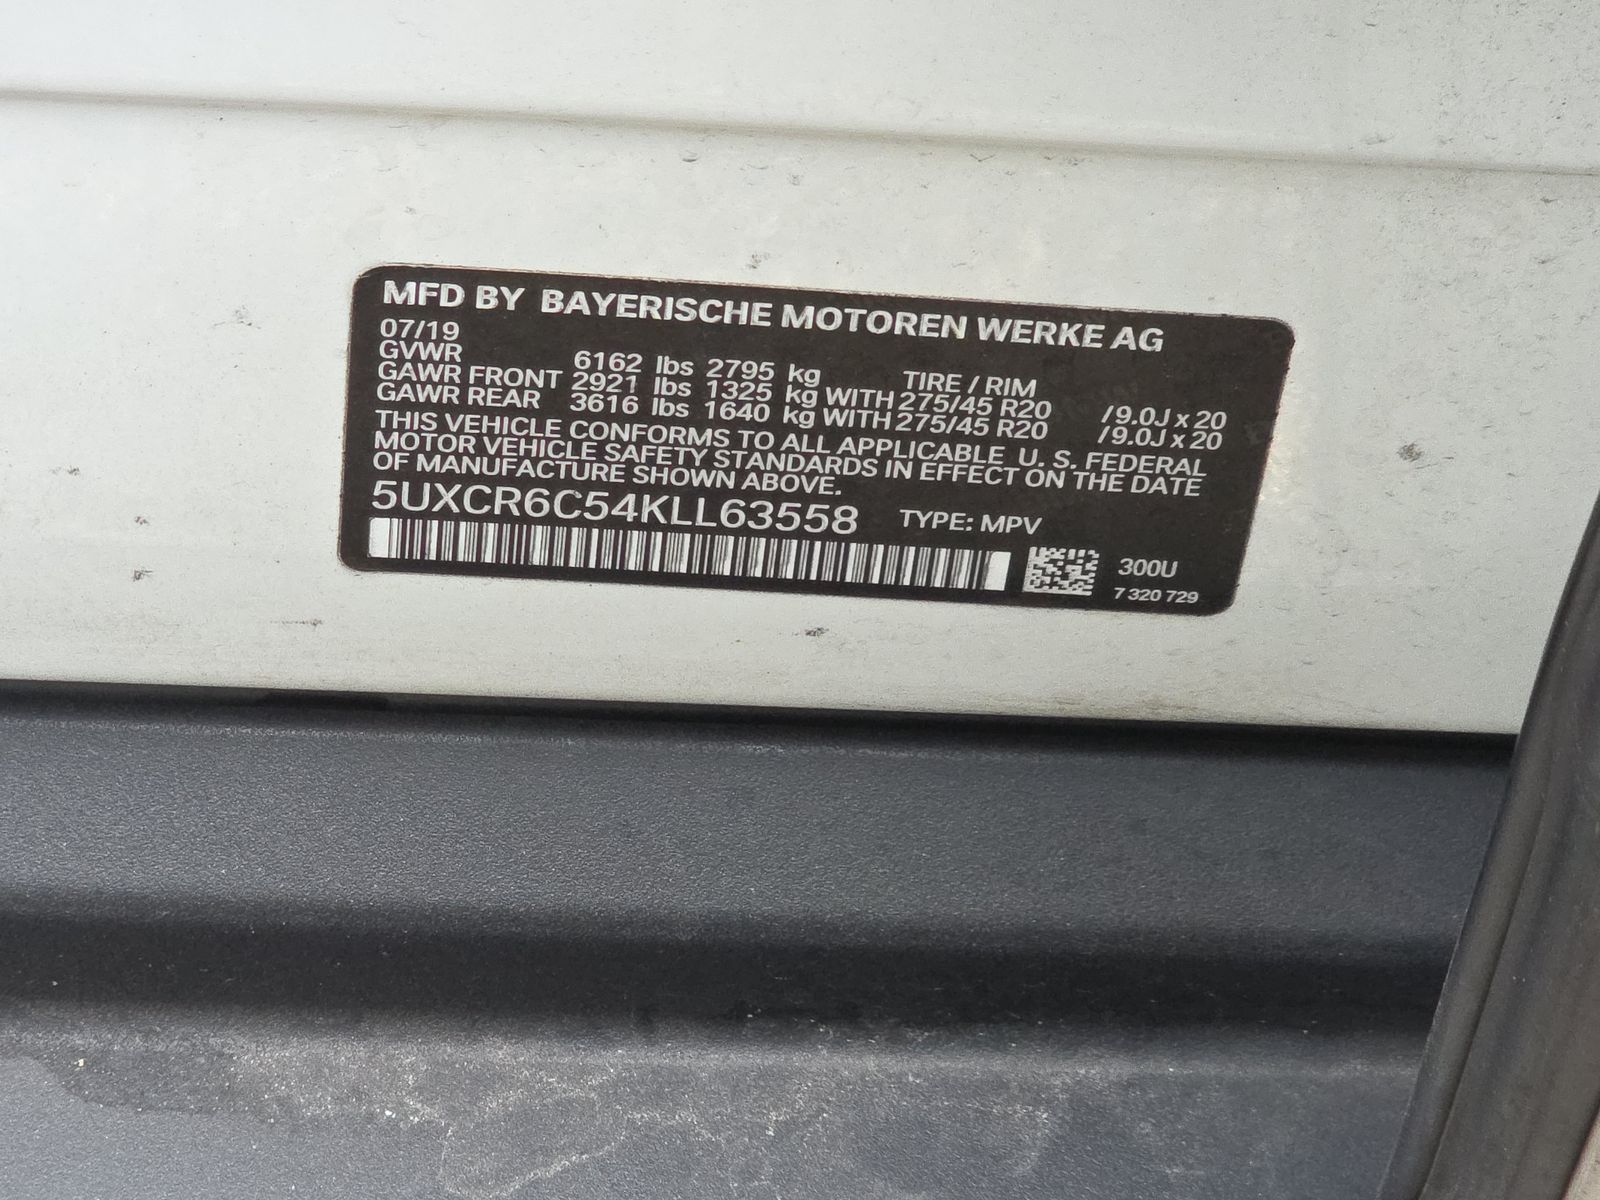 MFD BY BAYERISCHE MOTOREN WERKE AG
07/19
GVWR 6162 lbs 2795 kg TIRE / RIM
GAWR FRONT 2921 lbs 1325 kg WITH 275/45 R20 /9.0J x 20
GAWR REAR 3616 lbs 1640 kg WITH 275/45 R20 /9.0J x 20
THIS VEHICLE CONFORMS TO ALL APPLICABLE U. S. FEDERAL
MOTOR VEHICLE SAFETY STANDARDS IN EFFECT ON THE DATE
OF MANUFACTURE SHOWN ABOVE.
5UXCR6C54KLL63558 TYPE: MPV
300U
7 320 729